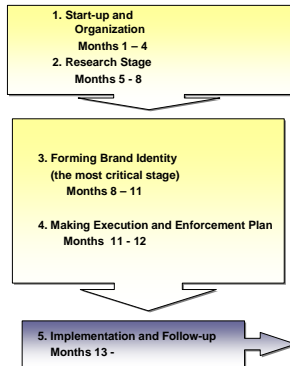 1. Start-up and
Organization
Months 1 – 4
2. Research Stage
Months 5 - 8
3. Forming Brand Identity
(the most critical stage)
Months 8 – 11
4. Making Execution and Enforcement Plan
Months 11 - 12
5. Implementation and Follow-up
Months 13 -